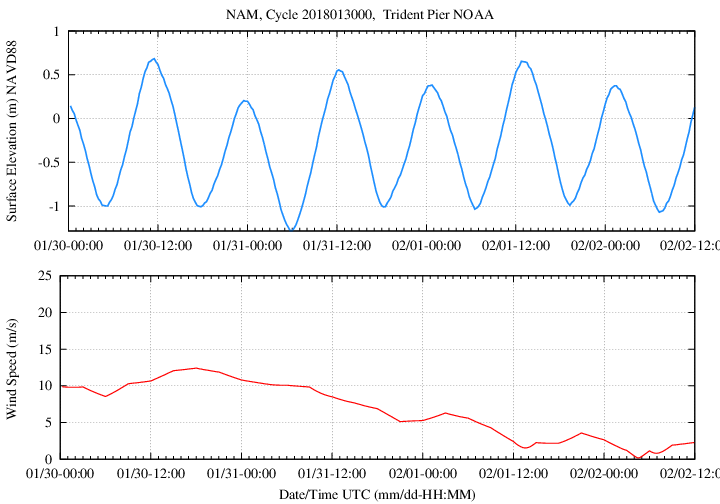 NAM, Cycle 2018013000, Trident Pier NOAA
Surface Elevation (m) NAVD88
1
0.5
0
-0.5
-1
01/30-00:00 01/30-12:00 01/31-00:00 01/31-12:00 02/01-00:00 02/01-12:00 02/02-00:00 02/02-12:0
Wind Speed (m/s)
25
20
15
10
5
0
01/30-00:00 01/30-12:00 01/31-00:00 01/31-12:00 02/01-00:00 02/01-12:00 02/02-00:00 02/02-12:0
Date/Time UTC (mm/dd-HH:MM)